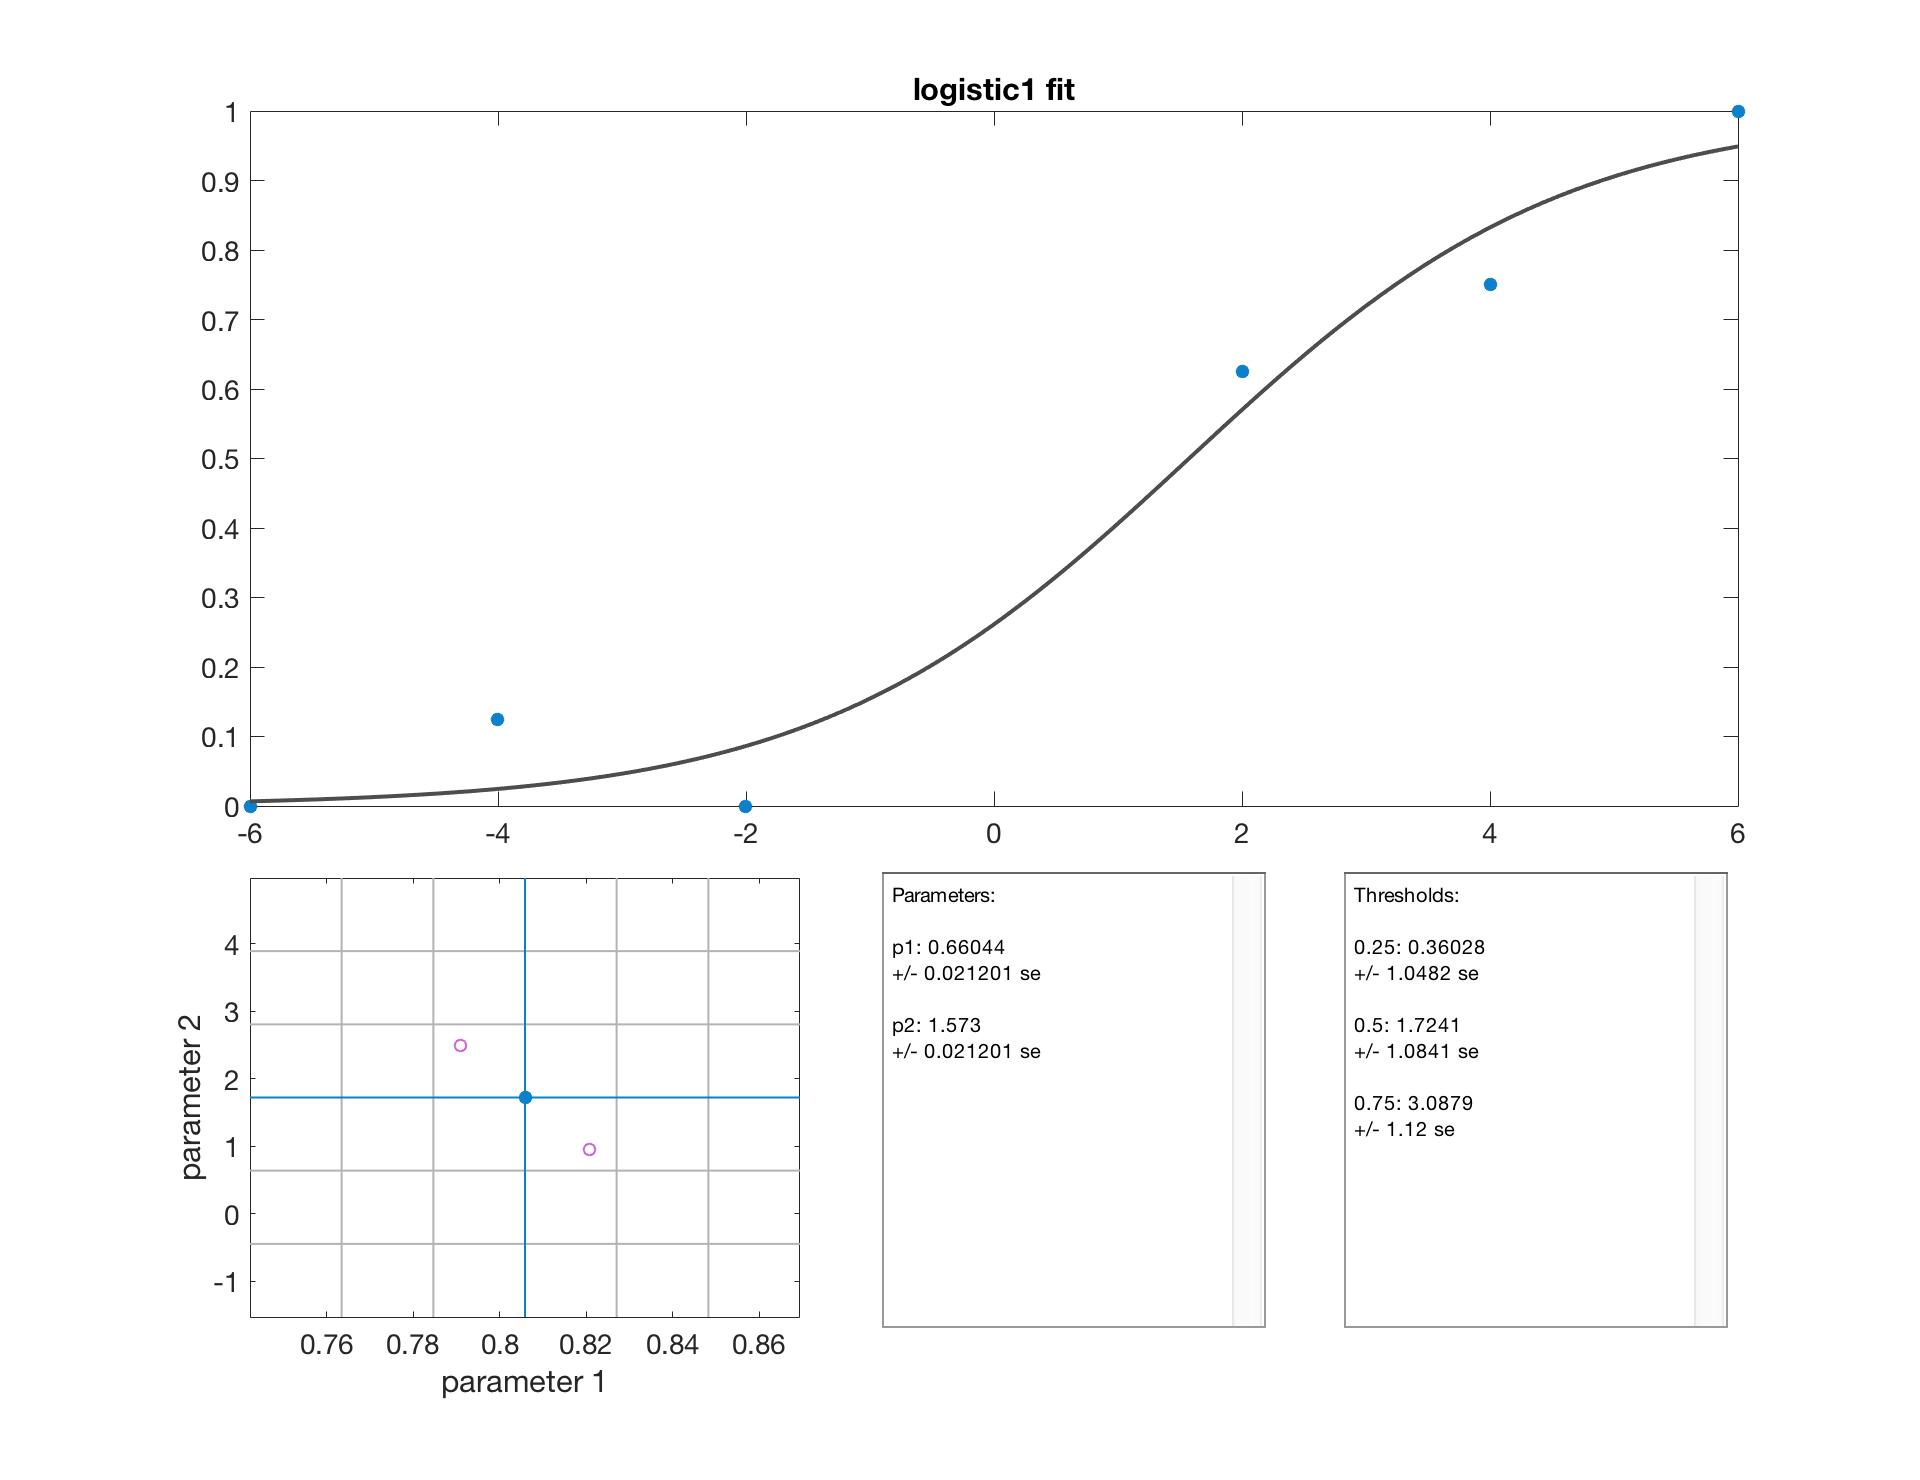 logistic1 fit
1
0.9
0.8
0.7
0.6
0.5
0.4
0.3
0.2
0.1
0
-6 -4 -2 0 2 4 6
parameter 2
4
3
2
1
0
-1
0.76 0.78 0.8 0.82 0.84 0.86
parameter 1
Parameters:
p1: 0.66044
+/- 0.021201 se
p2: 1.573
+/- 0.021201 se
Thresholds:
0.25: 0.36028
+/- 1.0482 se
0.5: 1.7241
+/- 1.0841 se
0.75: 3.0879
+/- 1.12 se